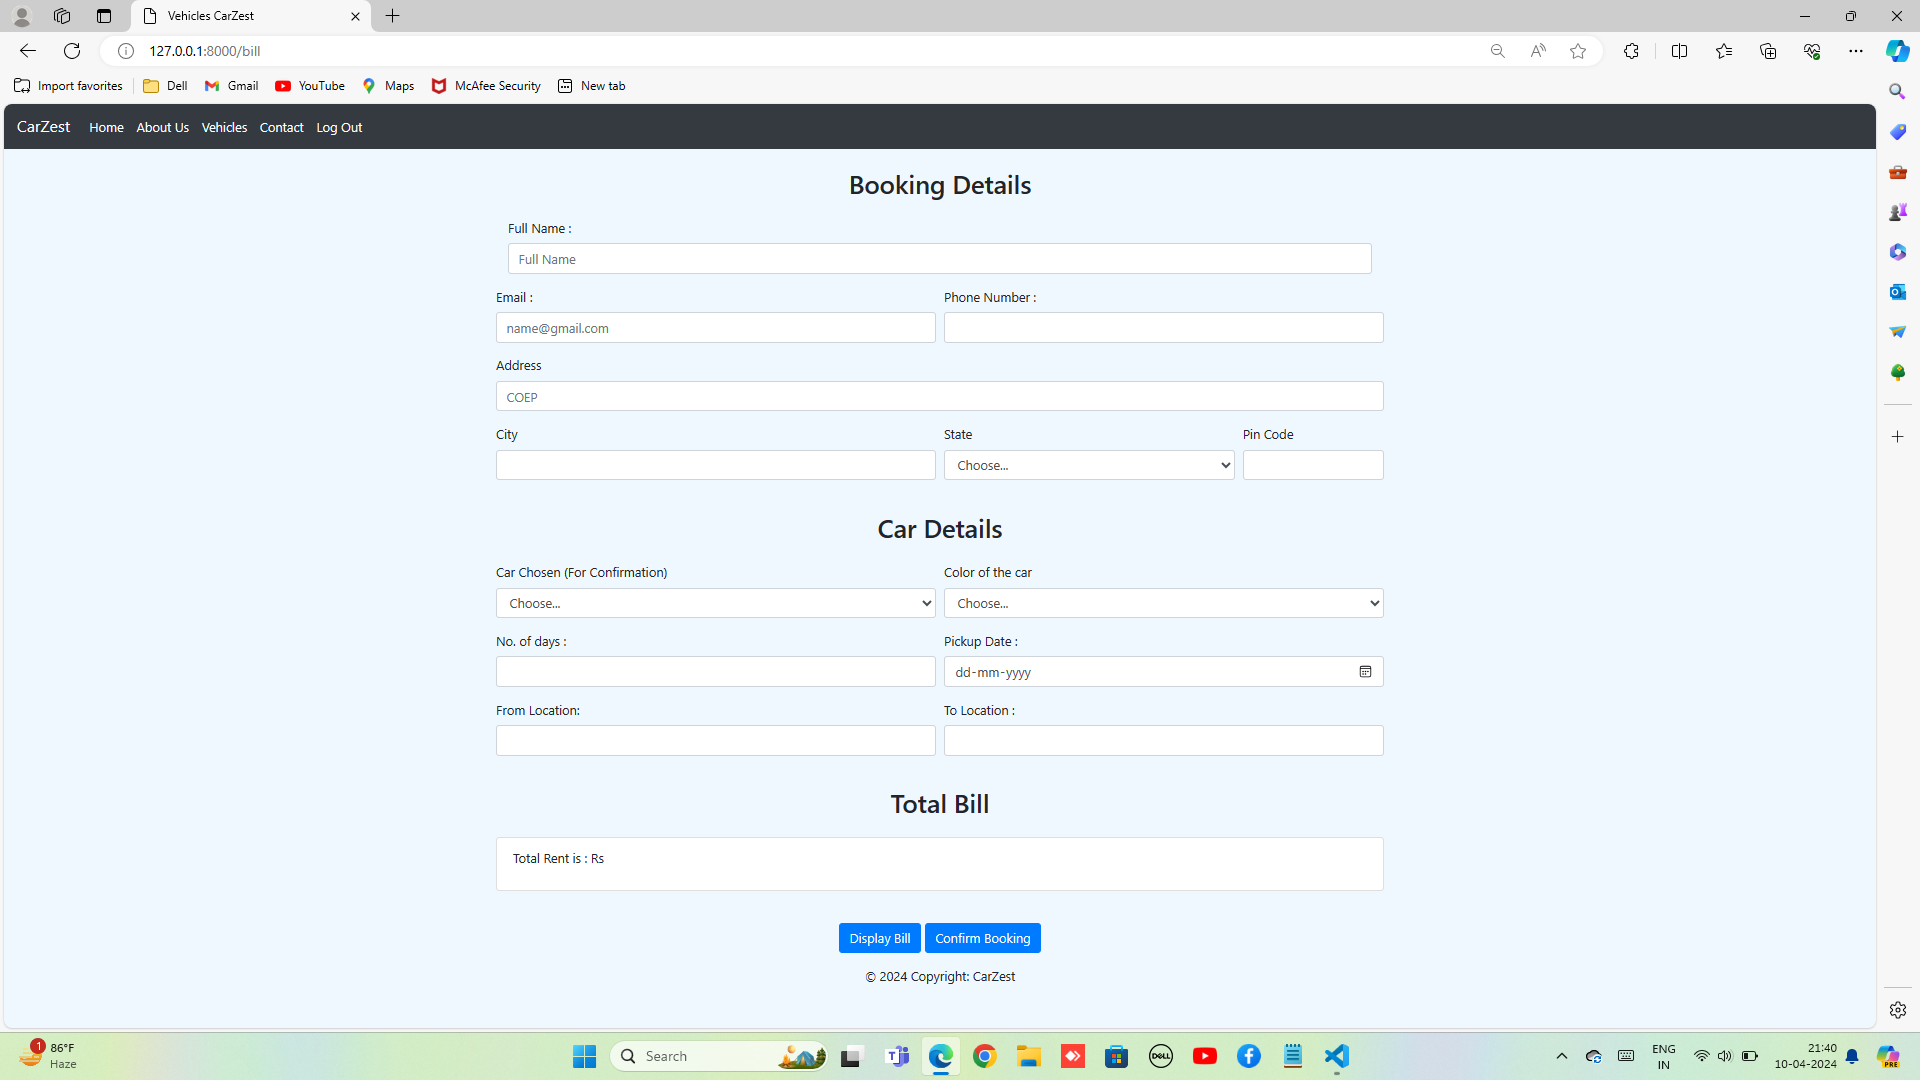 Vehicles CarZest
127.0.0.1:8000/bill
Import favorites Dell Gmail YouTube Maps McAfee Security New tab
CarZest Home About Us Vehicles Contact Log Out
Booking Details
Full Name :
Full Name
Email : Phone Number :
name@gmail.com
Address
COEP
City State Pin Code
Choose...
Car Details
Car Chosen (For Confirmation) Color of the car
Choose... Choose...
No. of days : Pickup Date :
dd-mm-yyyy
From Location: To Location :
Total Bill
Total Rent is : Rs
Display Bill Confirm Booking
© 2024 Copyright: CarZest
1 86°F
Haze
Search
DELL
ENG
IN
21:40
10-04-2024
PRE